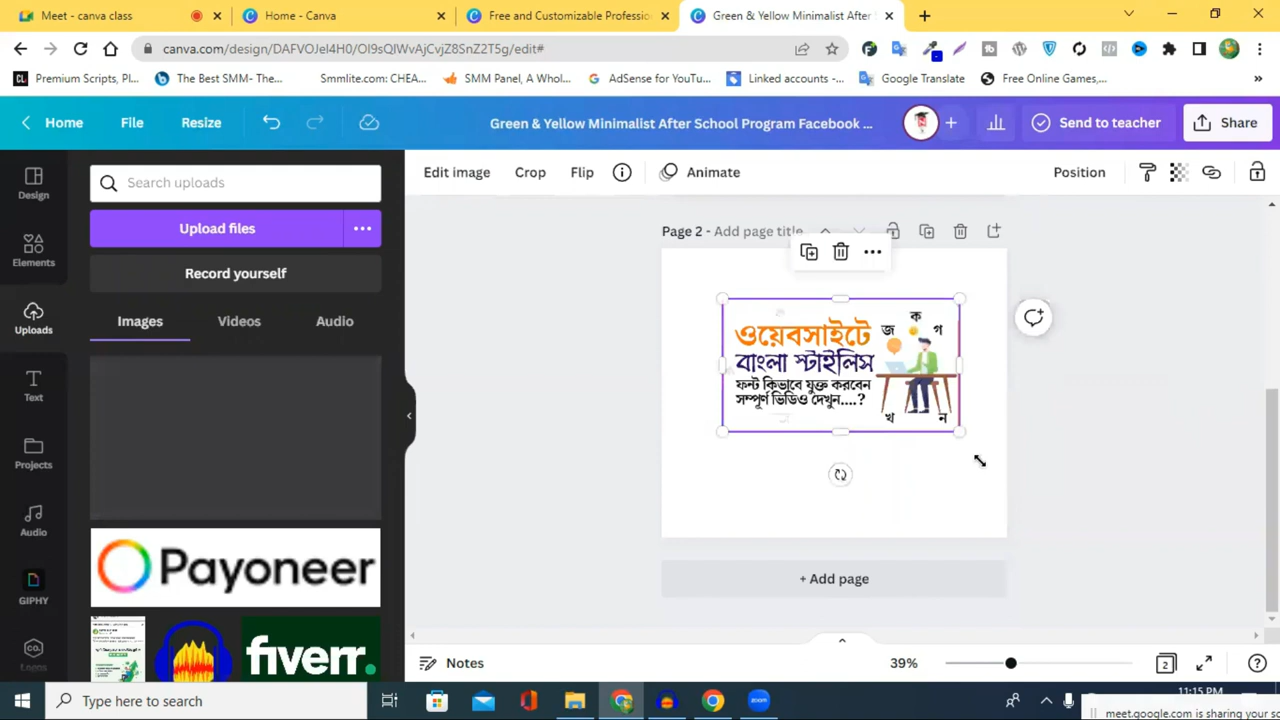 Meet - canva class
Home - Canva
Free and Customizable Professio
Green & Yellow Minimalist After S
canva.com/design/DAFVOJel4H0/OI9sQIWvAjCvjZ8SnZ2T5g/edit#
Premium Scripts, Pl...
The Best SMM- The...
Smmlite.com: CHEA...
SMM Panel, A Whol...
AdSense for YouTu...
Linked accounts -...
Google Translate
Free Online Games,...
Home
File
Resize
Green & Yellow Minimalist After School Program Facebook ...
Send to teacher
Share
Design
Elements
Uploads
Text
Projects
Audio
GIPHY
Logos
Search uploads
Upload files
Record yourself
Images
Videos
Audio
Payoneer
fiverr.
Edit image
Crop
Flip
Animate
Position
Page 2 - Add page title
ক
জ
গ
ওয়েবসাইটে
বাংলা স্টাইলিস
ফন্ট কিভাবে যুক্ত করবেন
সম্পূর্ণ ভিডিও দেখুন....?
খ
ন
+ Add page
Notes
39%
2
Type here to search
zoom
11:15 PM
meet.google.com is sharing your sc